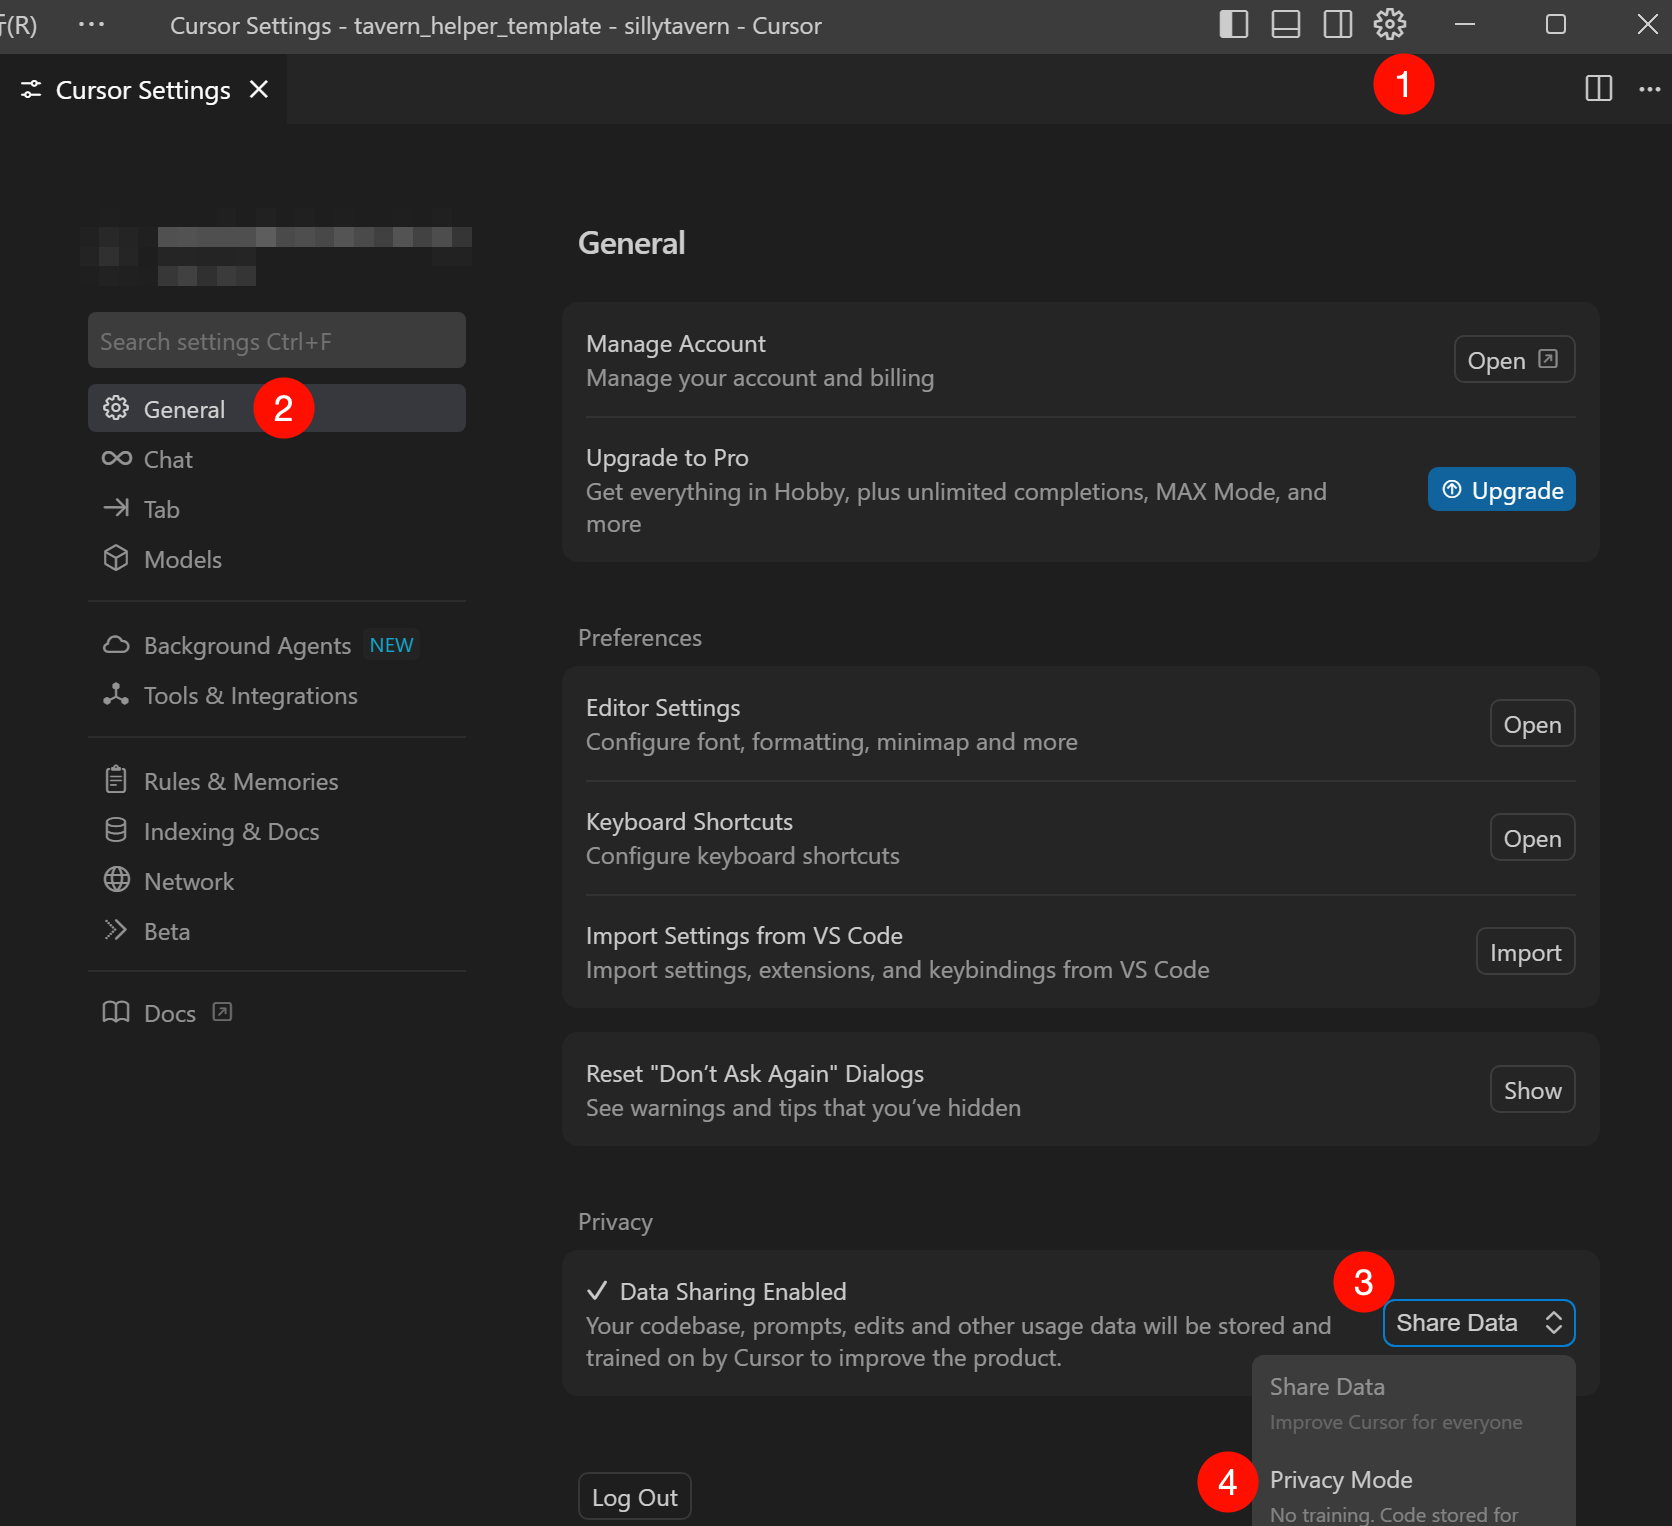 (R) ··· Cursor Settings - tavern_helper_template - sillytavern - Cursor
Cursor Settings
1
General
Search settings Ctrl+F
General 2
Chat
Tab
Models
Background Agents NEW
Tools & Integrations
Rules & Memories
Indexing & Docs
Network
Beta
Docs
Manage Account
Manage your account and billing
Open
Upgrade to Pro
Get everything in Hobby, plus unlimited completions, MAX Mode, and
more
Upgrade
Preferences
Editor Settings
Configure font, formatting, minimap and more
Open
Keyboard Shortcuts
Configure keyboard shortcuts
Open
Import Settings from VS Code
Import settings, extensions, and keybindings from VS Code
Import
Reset "Don’t Ask Again" Dialogs
See warnings and tips that you’ve hidden
Show
Privacy
Data Sharing Enabled
Your codebase, prompts, edits and other usage data will be stored and
trained on by Cursor to improve the product.
3
Share Data
Share Data
Improve Cursor for everyone
4
Privacy Mode
No training. Code stored for
Log Out